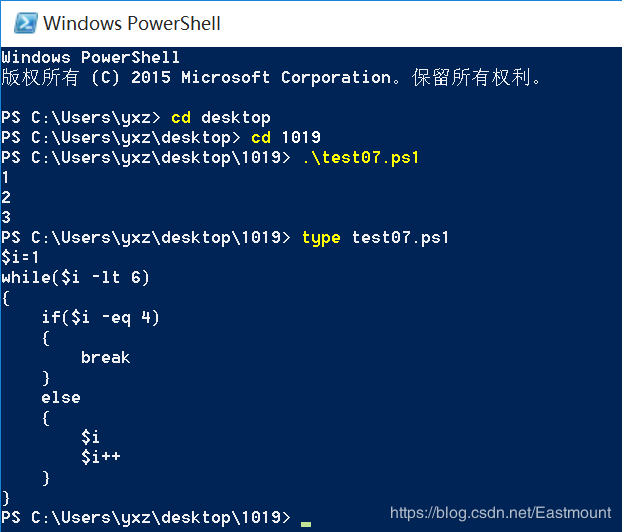 Windows PowerShell
Windows PowerShell
版权所有 (C) 2015 Microsoft Corporation。保留所有权利。
PS C:\Users\yxz> cd desktop
PS C:\Users\yxz\desktop> cd 1019
PS C:\Users\yxz\desktop\1019> .\test07.ps1
1
2
3
PS C:\Users\yxz\desktop\1019> type test07.ps1
$i=1
while($i -lt 6)
{
    if($i -eq 4)
    {
        break
    }
    else
    {
        $i
        $i++
    }
}
PS C:\Users\yxz\desktop\1019>
https://blog.csdn.net/Eastmount